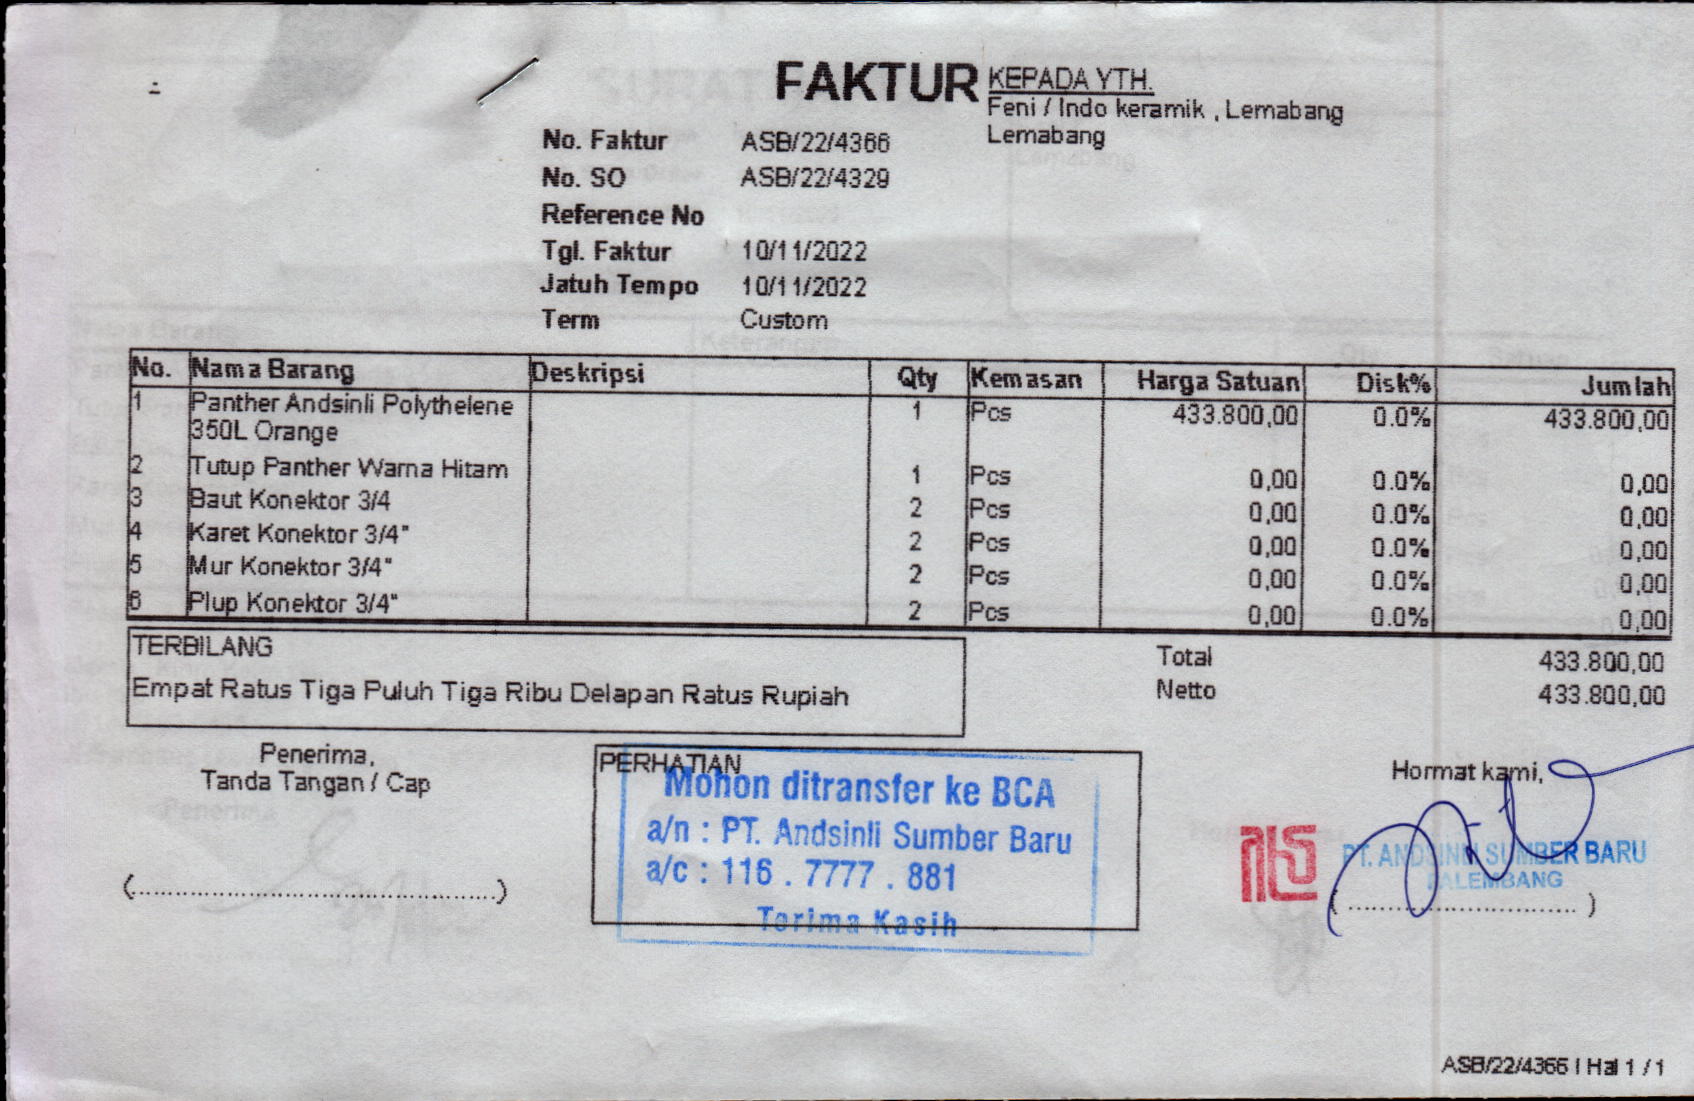 FAKTUR
KEPADA YTH.
Feni / Indo keramik , Lemabang
Lemabang
No. Faktur ASB/22/4366
No. SO ASB/22/4329
Reference No
Tgl. Faktur 10/11/2022
Jatuh Tempo 10/11/2022
Term Custom
No. Nama Barang Deskripsi Qty Kemasan Harga Satuan Disk% Jumlah
1 Panther Andsinli Polythelene 1 Pcs 433.800,00 0.0% 433.800,00
350L Orange
2 Tutup Panther Warna Hitam 1 Pcs 0,00 0.0% 0,00
3 Baut Konektor 3/4 2 Pcs 0,00 0.0% 0,00
4 Karet Konektor 3/4" 2 Pcs 0,00 0.0% 0,00
5 Mur Konektor 3/4" 2 Pcs 0,00 0.0% 0,00
6 Plup Konektor 3/4" 2 Pcs 0,00 0.0% 0,00
TERBILANG
Empat Ratus Tiga Puluh Tiga Ribu Delapan Ratus Rupiah
Total 433.800,00
Netto 433.800,00
Penerima,
Tanda Tangan / Cap
(............................................)
PERHATIAN
Mohon ditransfer ke BCA
a/n : PT. Andsinli Sumber Baru
a/c : 116 . 7777 . 881
Terima Kasih
Hormat kami,
PT. ANDSINLI SUMBER BARU
PALEMBANG
(............................)
ASB/22/4366 | Hal 1 / 1